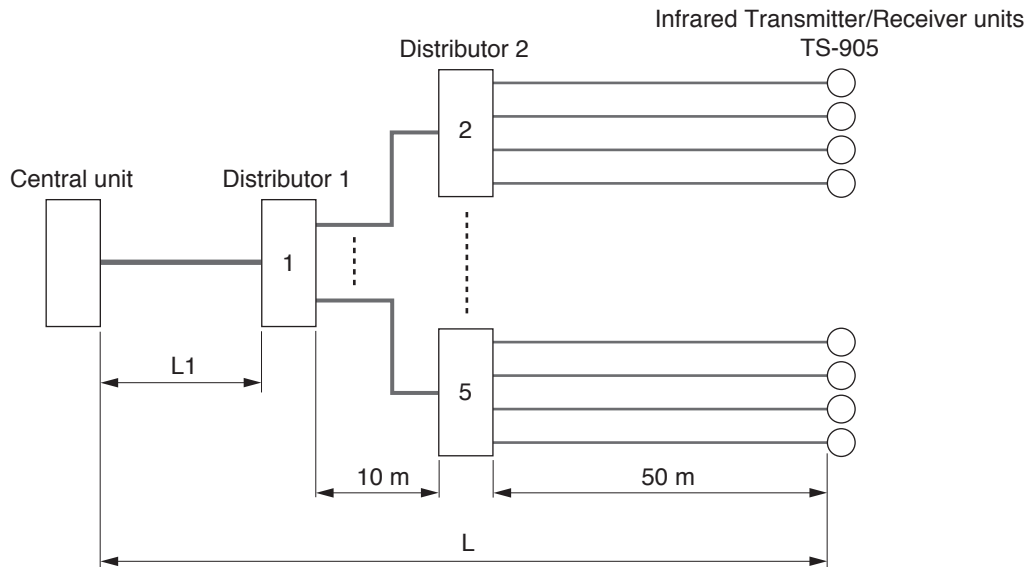 Infrared Transmitter/Receiver units
TS-905
Distributor 2
2
Central unit
Distributor 1
1
L1
5
10 m
50 m
L